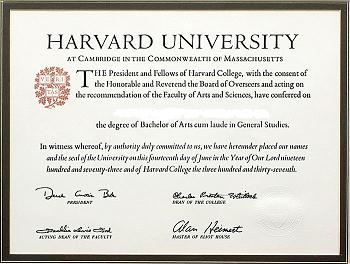 HARVARD UNIVERSITY
AT CAMBRIDGE IN THE COMMONWEALTH OF MASSACHUSETTS
THE President and Fellows of Harvard College, with the consent of
the Honorable and Reverend the Board of Overseers and acting on
the recommendation of the Faculty of Arts and Sciences, have conferred on
the degree of Bachelor of Arts cum laude in General Studies.
In witness whereof, by authority duly committed to us, we have hereunder placed our names
and the seal of the University on this fourteenth day of June in the Year of Our Lord nineteen
hundred and seventy-three and of Harvard College the three hundred and thirty-seventh.
PRESIDENT
DEAN OF THE COLLEGE
Alan Heimert
ACTING DEAN OF THE FACULTY
MASTER OF ELIOT HOUSE
VE RI TAS